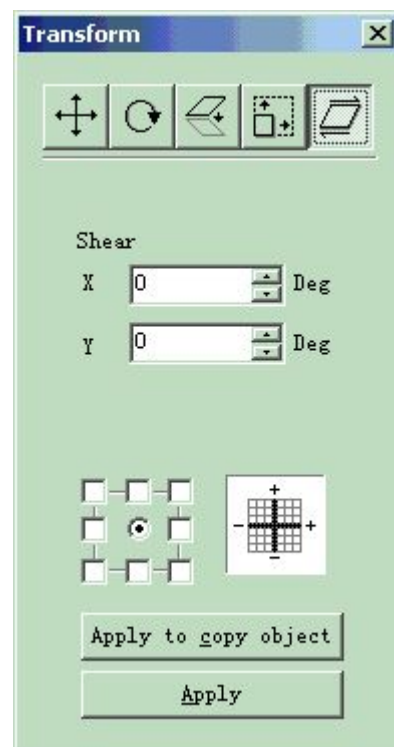 Transform
Shear
X 0 Deg
Y 0 Deg
+
- +
-
Apply to copy object
Apply